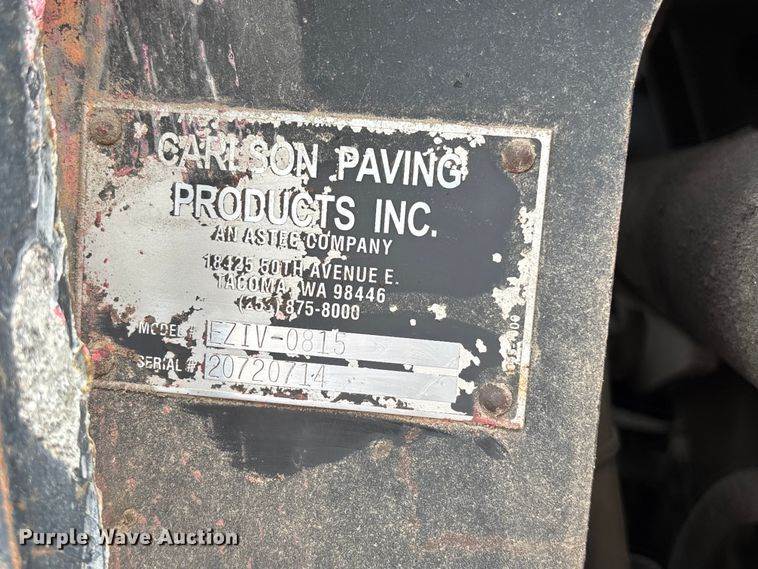 CARLSON PAVING
PRODUCTS INC.
AN ASTEC COMPANY
18425 50TH AVENUE E.
TACOMA, WA 98446
(253) 875-8000
MODEL # EZIV-0815
SERIAL # 20720714
Purple Wave Auction